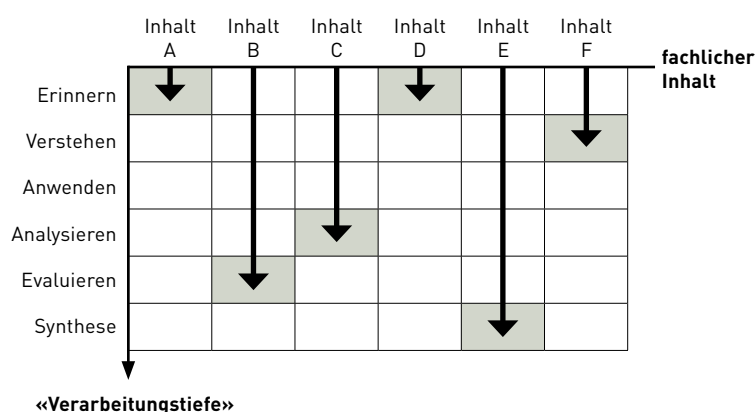 Inhalt Inhalt Inhalt Inhalt Inhalt Inhalt
A B C D E F
fachlicher
Inhalt
Erinnern
Verstehen
Anwenden
Analysieren
Evaluieren
Synthese
«Verarbeitungstiefe»